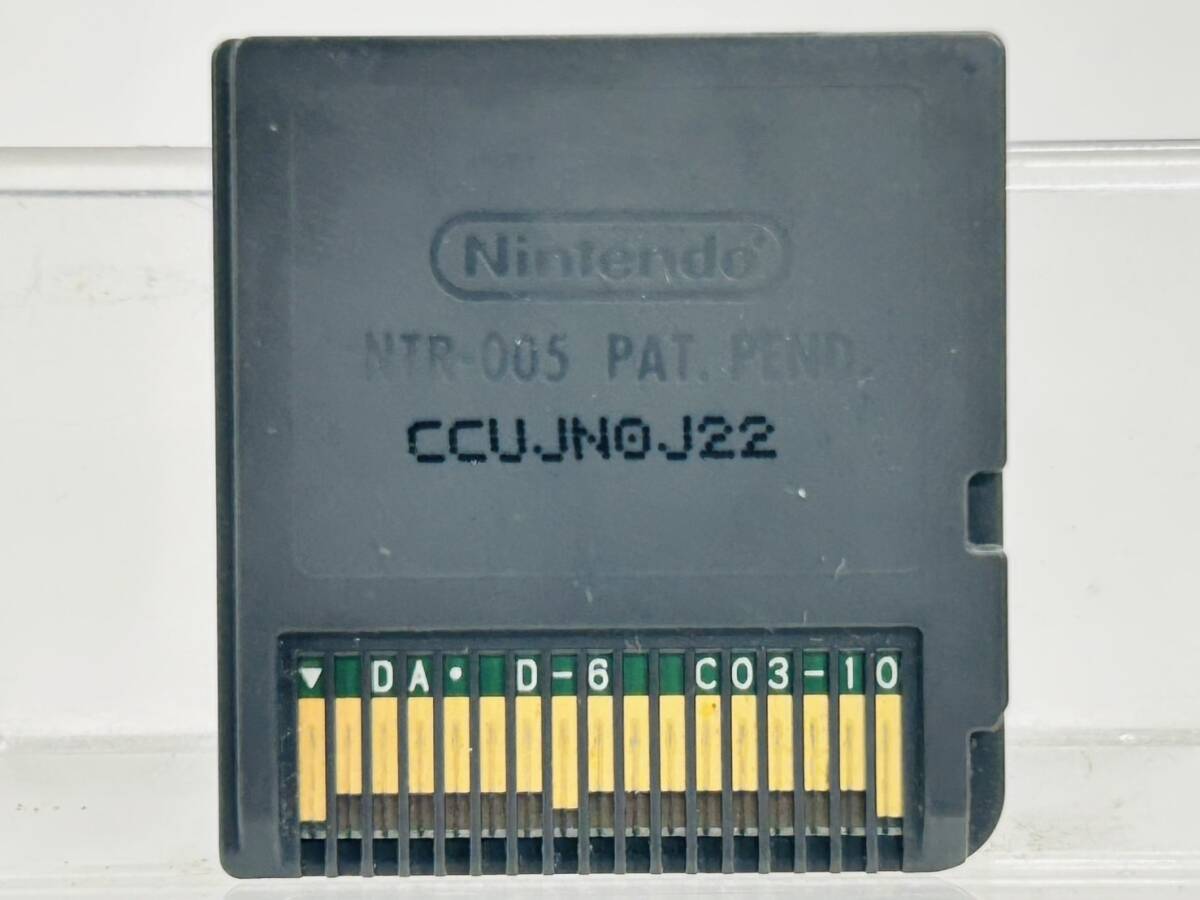 Nintendo®
NTR-005 PAT. PEND.
CCUJN0J22
▼ DA• D-6 C03-10